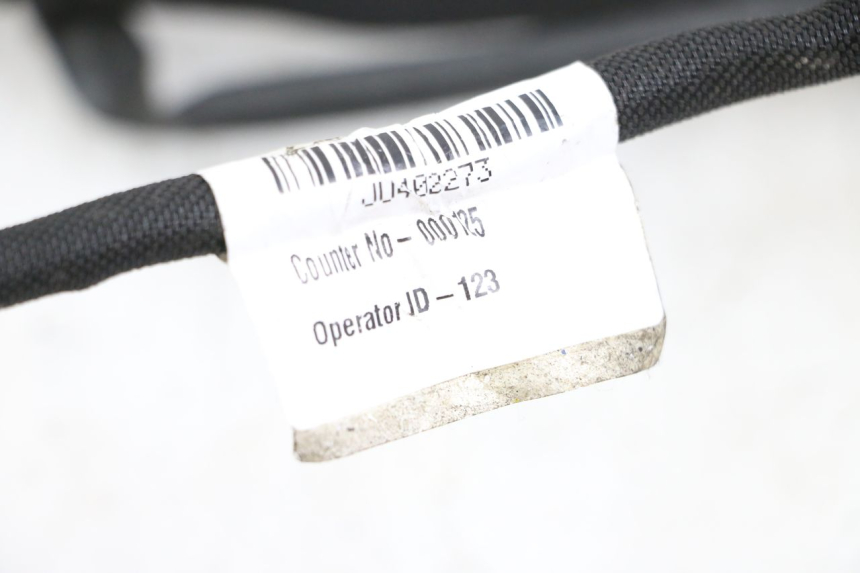 JU402273
Counter No - 000125
Operator ID - 123